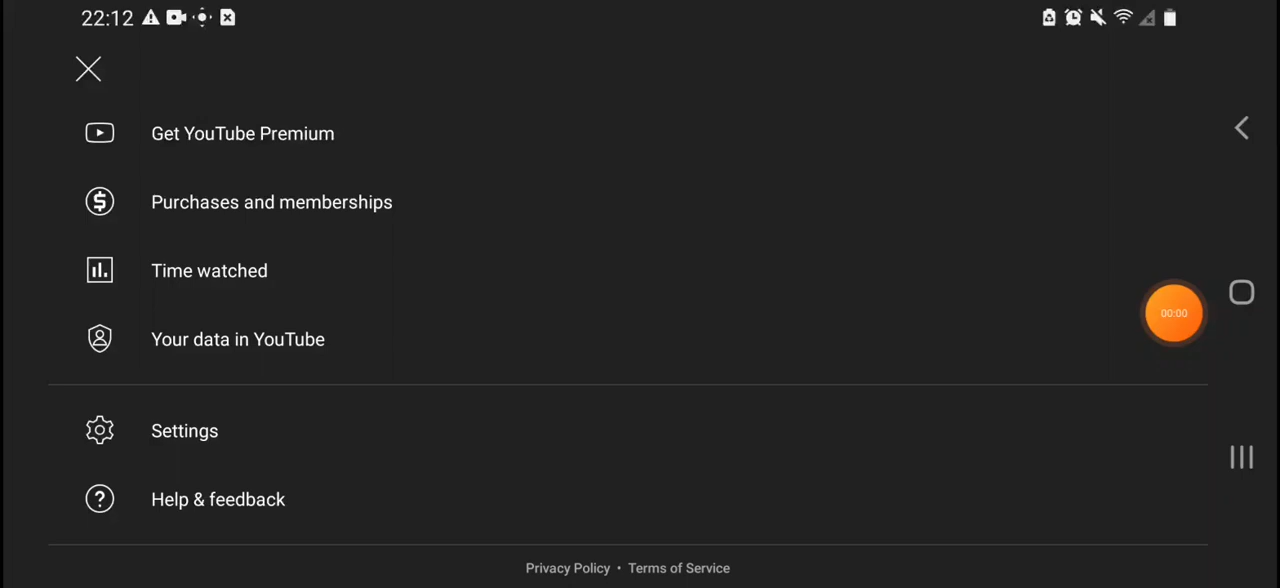 22:12
Get YouTube Premium
Purchases and memberships
Time watched
Your data in YouTube
00:00
Settings
Help & feedback
Privacy Policy • Terms of Service